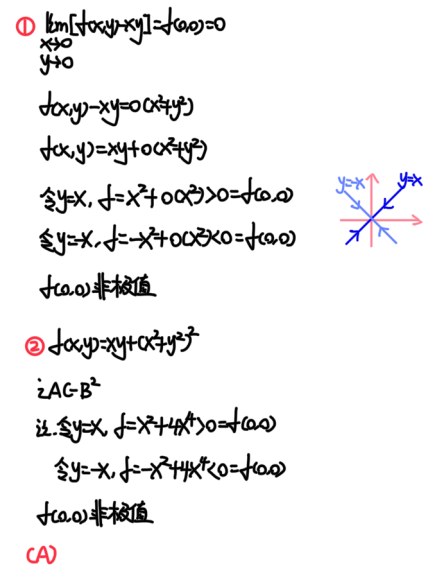 ① lim[f(x,y)-xy]=f(0,0)=0
x→0
y→0
f(x,y)-xy=o(x²+y²)
f(x,y)=xy+o(x²+y²)
令y=x, f=x²+o(x²)>0=f(0,0)
令y=-x, f=-x²+o(x²)<0=f(0,0)
f(0,0)非极值
y=-x
y=x
② f(x,y)=xy+(x²+y²)²
法AC-B²
法.令y=x, f=x²+4x⁴>0=f(0,0)
令y=-x, f=-x²+4x⁴<0=f(0,0)
f(0,0)非极值
(A)